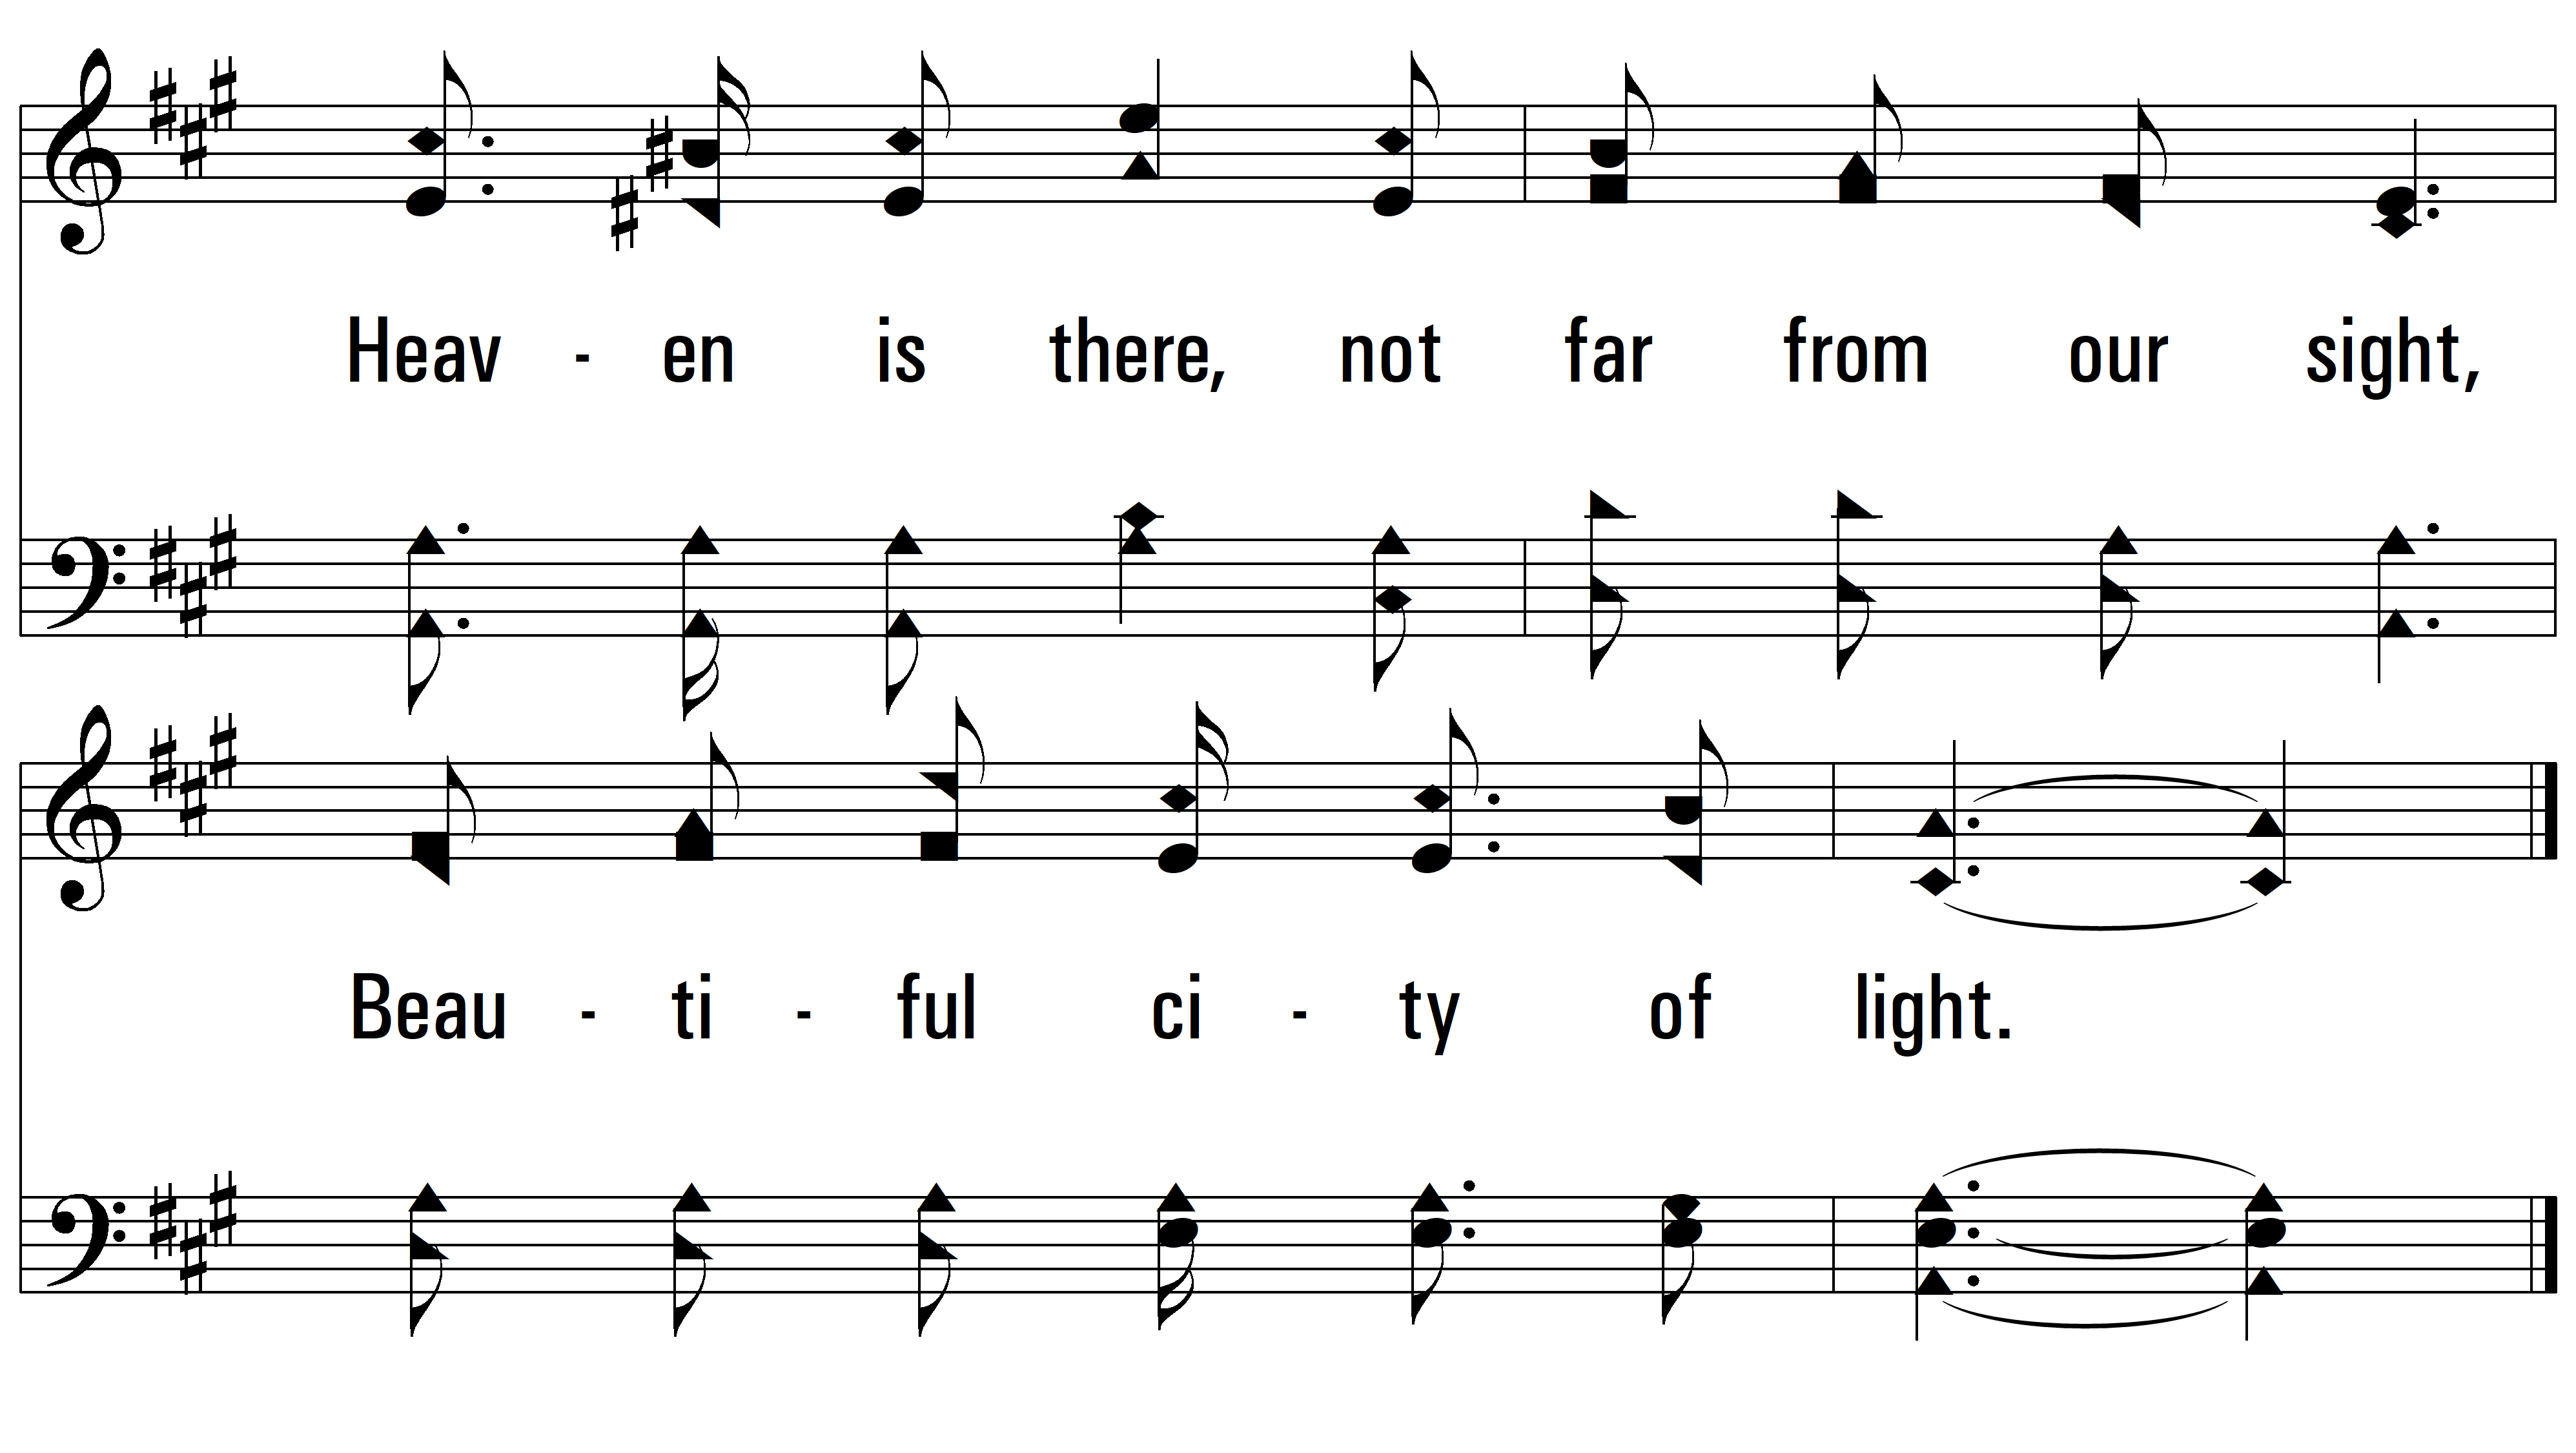 Heav - en is there, not far from our sight,
Beau - ti - ful ci - ty of light.